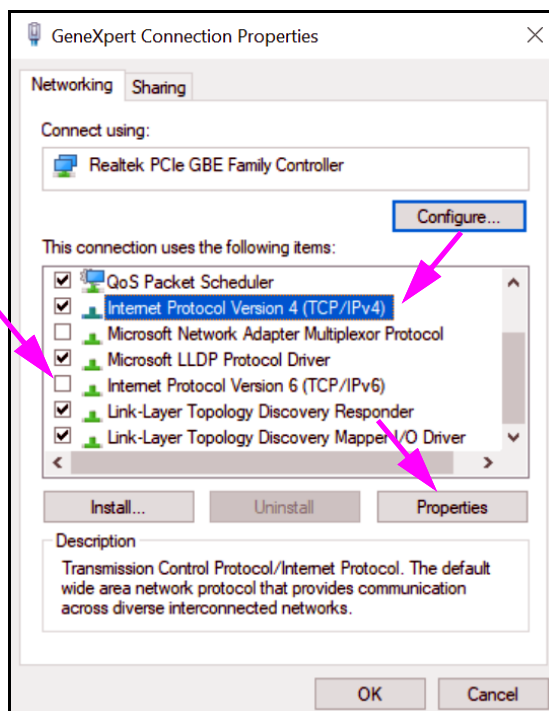 GeneXpert Connection Properties
Networking Sharing
Connect using:
Realtek PCIe GBE Family Controller
Configure...
This connection uses the following items:
QoS Packet Scheduler
Internet Protocol Version 4 (TCP/IPv4)
Microsoft Network Adapter Multiplexor Protocol
Microsoft LLDP Protocol Driver
Internet Protocol Version 6 (TCP/IPv6)
Link-Layer Topology Discovery Responder
Link-Layer Topology Discovery Mapper I/O Driver
Install... Uninstall Properties
Description
Transmission Control Protocol/Internet Protocol. The default
wide area network protocol that provides communication
across diverse interconnected networks.
OK Cancel